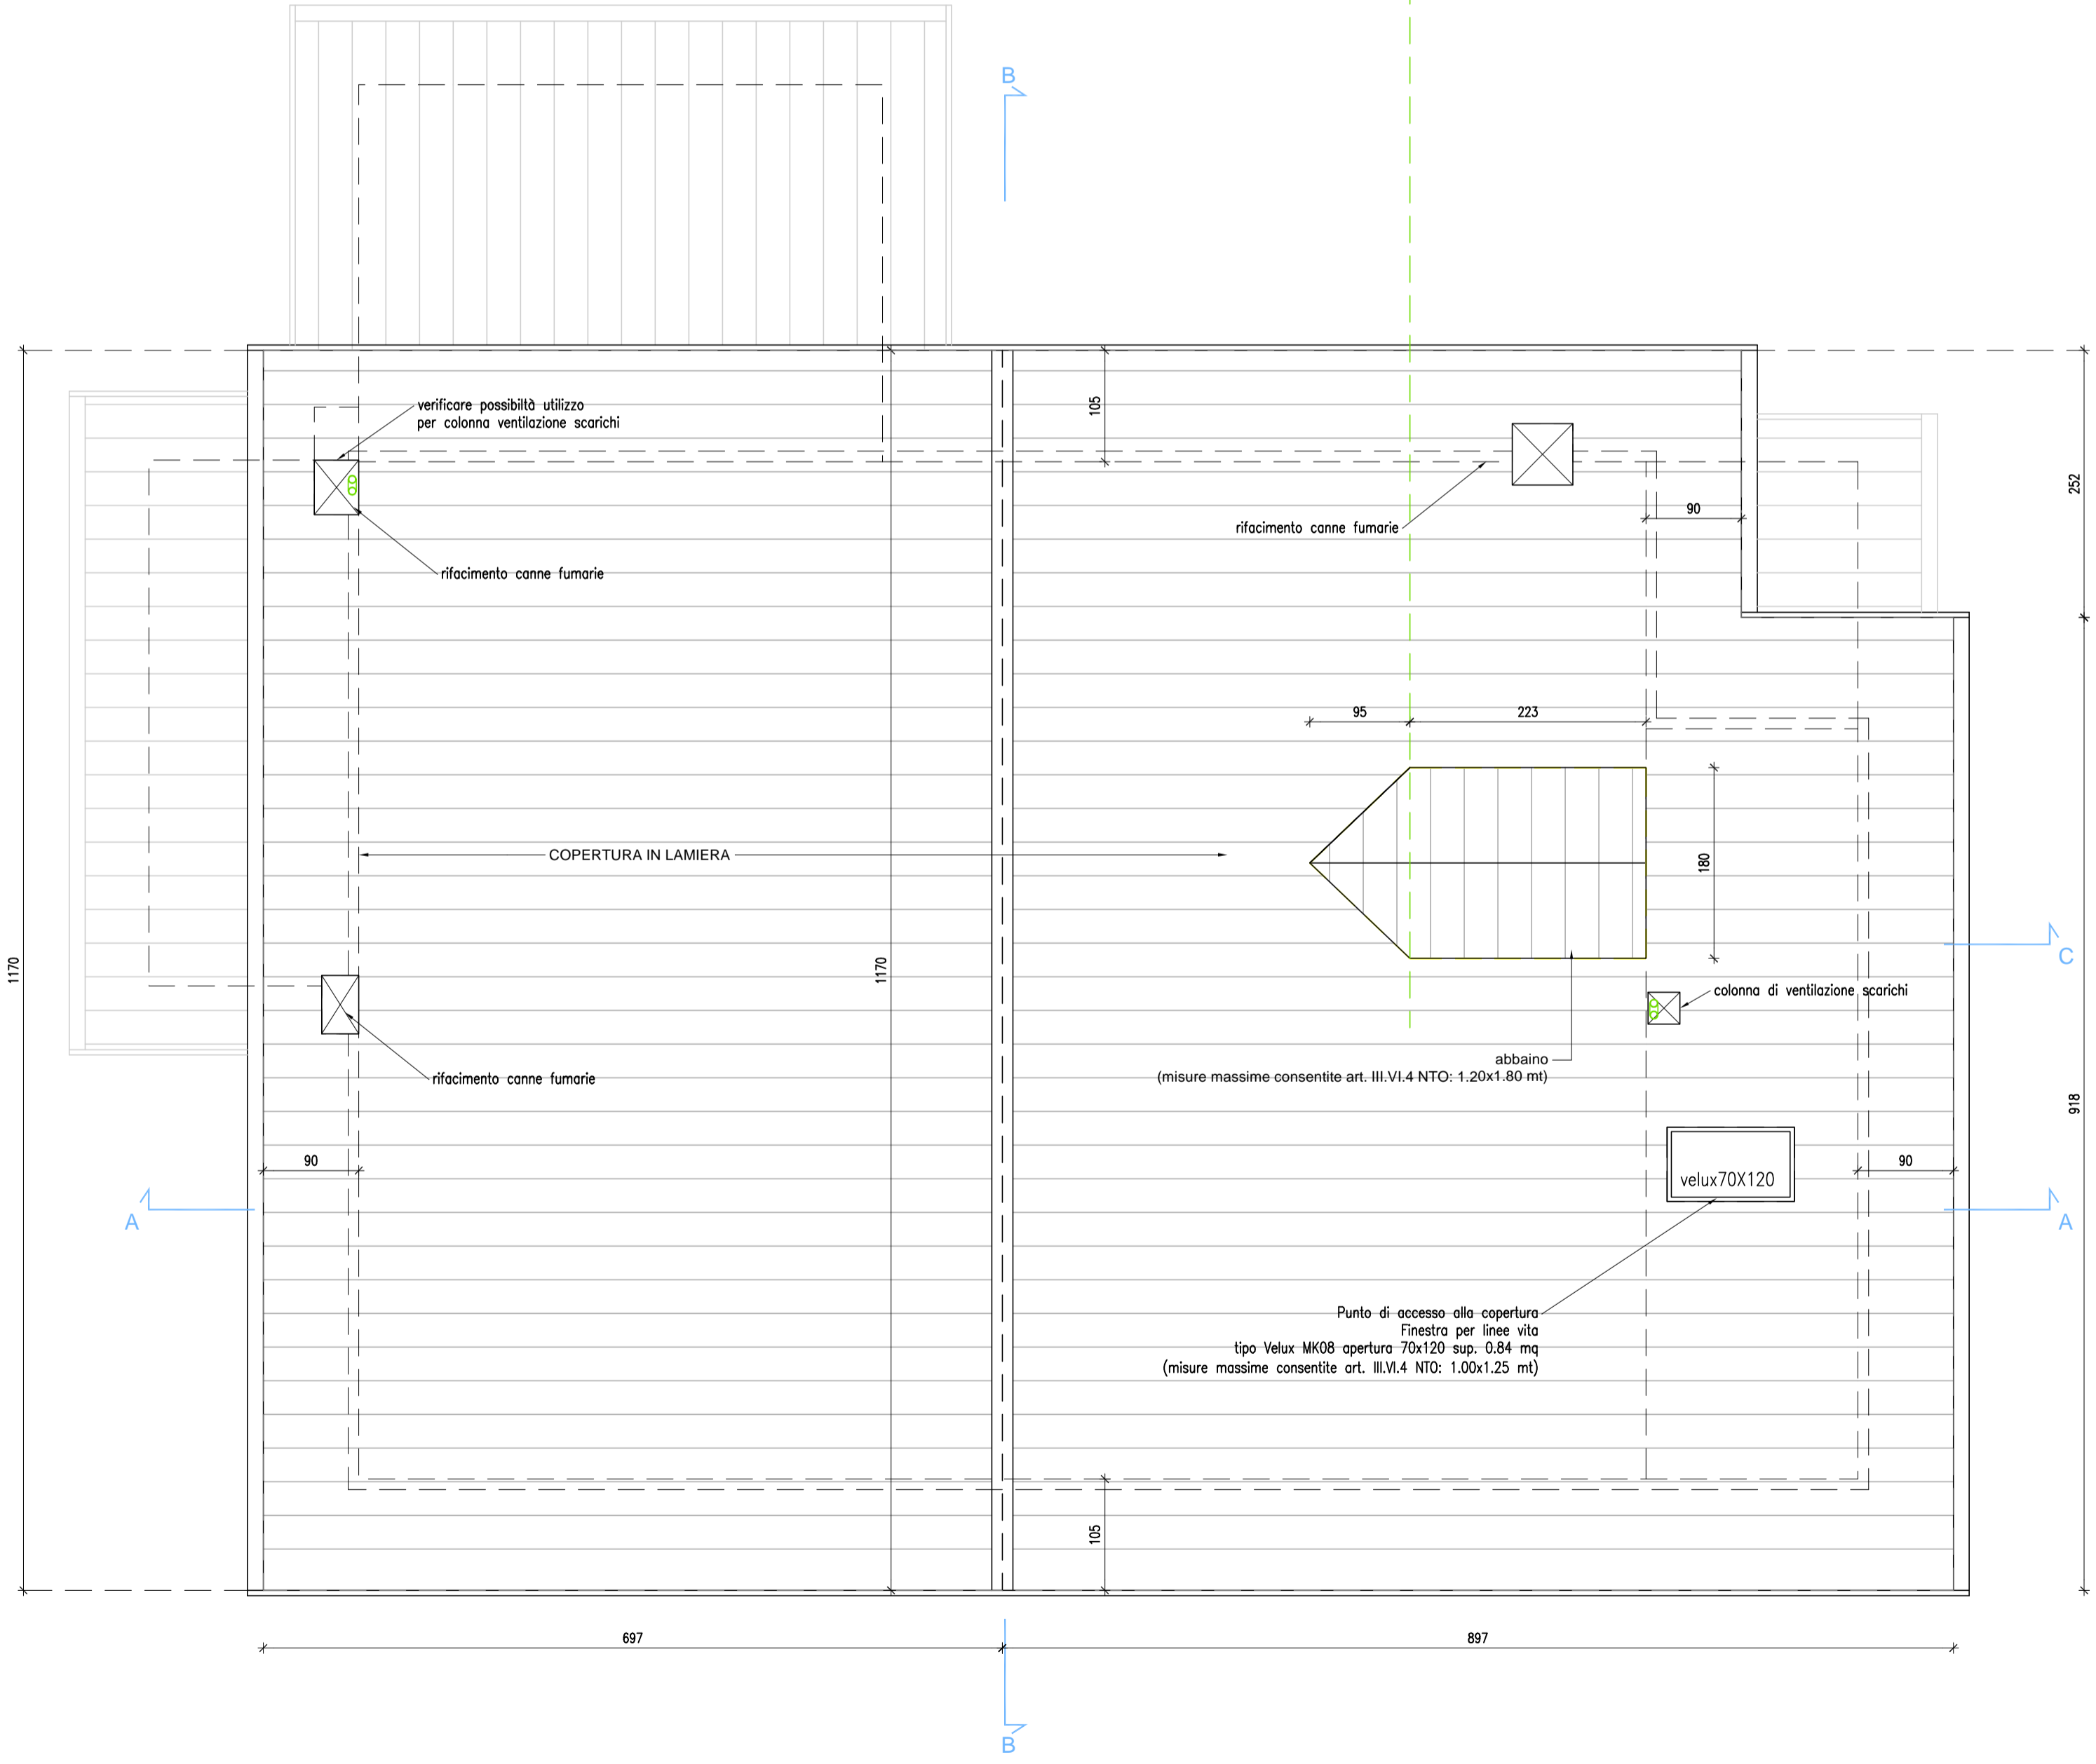 B
verificare possibiltà utilizzo
per colonna ventilazione scarichi
105
252
90
rifacimento canne fumarie
rifacimento canne fumarie
95
223
COPERTURA IN LAMIERA
180
1170
1170
C
colonna di ventilazione scarichi
abbaino
(misure massime consentite art. III.VI.4 NTO: 1.20x1.80 mt)
rifacimento canne fumarie
918
90
90
velux70X120
A
A
Punto di accesso alla copertura
Finestra per linee vita
tipo Velux MK08 apertura 70x120 sup. 0.84 mq
(misure massime consentite art. III.VI.4 NTO: 1.00x1.25 mt)
105
697
897
B